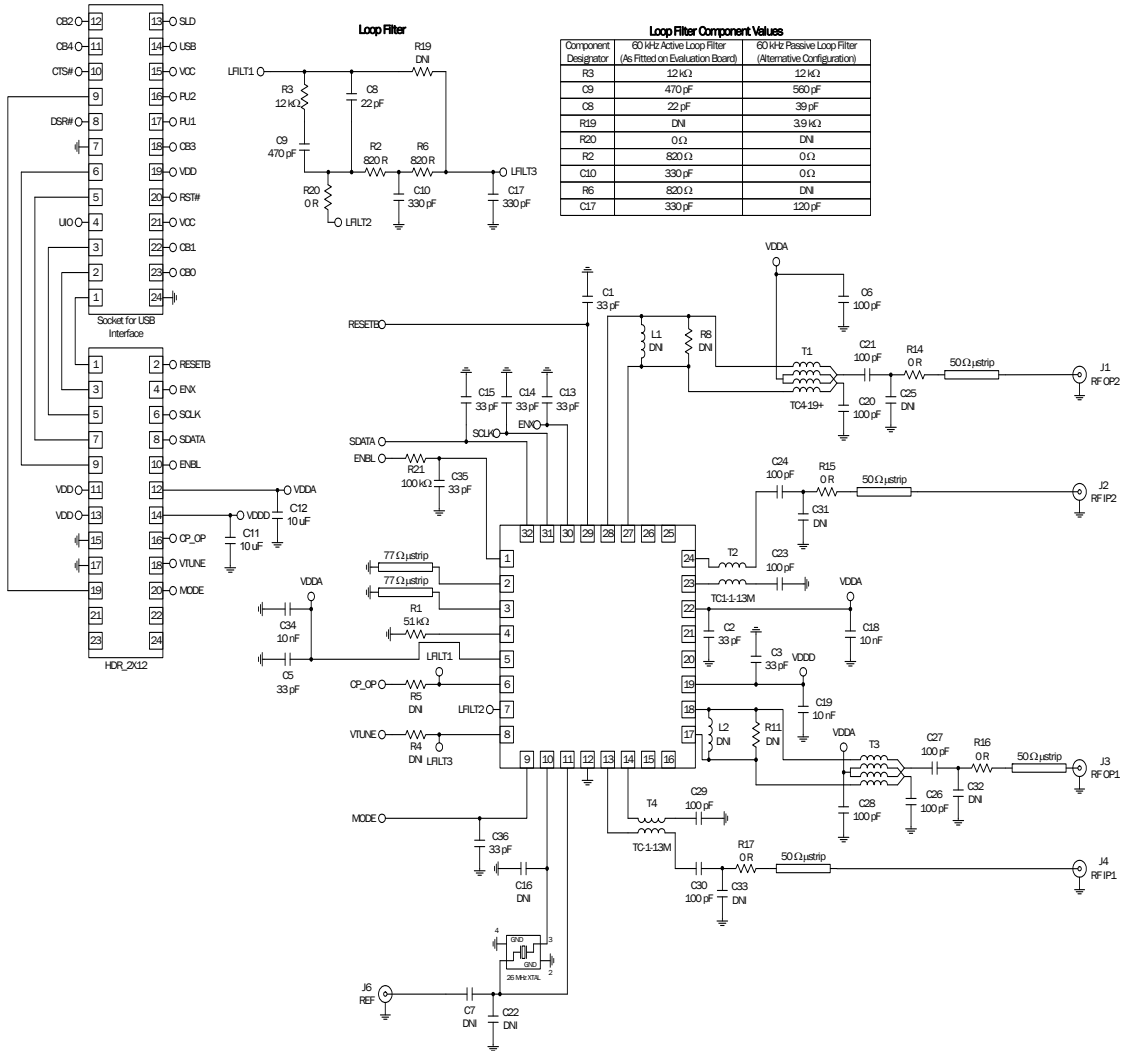 CB2 12 13 SLD
CB4 11 14 USB
CTS# 10 15 VCC
9 16 PU2
DSR# 8 17 PU1
7 18 CB3
6 19 VDD
5 20 RST#
UIO 4 21 VCC
3 22 CB1
2 23 CB0
1 24
Socket for USB
Interface
1 2 RESETB
3 4 ENX
5 6 SCLK
7 8 SDATA
9 10 ENBL
VDD 11 12 VDDA
VDD 13 14 VDDD
15 16 CP_OP
17 18 VTUNE
19 20 MODE
21 22
23 24
HDR_2X12
C12
10 uF
C11
10 uF
Loop Filter
LFILT1
R19
DNI
R3
12 kΩ
C8
22 pF
C9
470 pF
R2
820 R
R6
820 R
R20
0 R
LFILT2
C10
330 pF
C17
330 pF
LFILT3
Loop Filter Component Values
Component Designator 60 kHz Active Loop Filter (As Fitted on Evaluation Board) 60 kHz Passive Loop Filter (Alternative Configuration)
R3 12 kΩ 12 kΩ
C9 470 pF 560 pF
C8 22 pF 39 pF
R19 DNI 3.9 kΩ
R20 0 Ω DNI
R2 820 Ω 0 Ω
C10 330 pF 0 Ω
R6 820 Ω DNI
C17 330 pF 120 pF
RESETB
C1
33 pF
L1
DNI
R8
DNI
VDDA
C6
100 pF
T1
TC4-19+
C21
100 pF
C20
100 pF
R14
0 R
C25
DNI
50 Ω μstrip
J1
RF OP2
C15
33 pF
C14
33 pF
C13
33 pF
ENX
SCLK
SDATA
ENBL
R21
100 kΩ
C35
33 pF
C24
100 pF
R15
0 R
C31
DNI
50 Ω μstrip
J2
RF IP2
32 31 30 29 28 27 26 25
1 24
2 23
3 22
4 21
5 20
6 19
7 18
8 17
9 10 11 12 13 14 15 16
77 Ω μstrip
77 Ω μstrip
R1
51 kΩ
VDDA
C34
10 nF
C5
33 pF
LFILT1
CP_OP
R5
DNI
LFILT2
VTUNE
R4
DNI
LFILT3
T2
TC1-1-13M
C23
100 pF
VDDA
C2
33 pF
C18
10 nF
C3
33 pF
VDDD
C19
10 nF
L2
DNI
R11
DNI
VDDA
T3
C28
100 pF
C27
100 pF
C26
100 pF
R16
0 R
C32
DNI
50 Ω μstrip
J3
RF OP1
MODE
C36
33 pF
C16
DNI
T4
TC-1-13M
C29
100 pF
C30
100 pF
R17
0 R
C33
DNI
50 Ω μstrip
J4
RF IP1
4
GND
3
GND
2
26 MHz XTAL
J6
REF
C7
DNI
C22
DNI